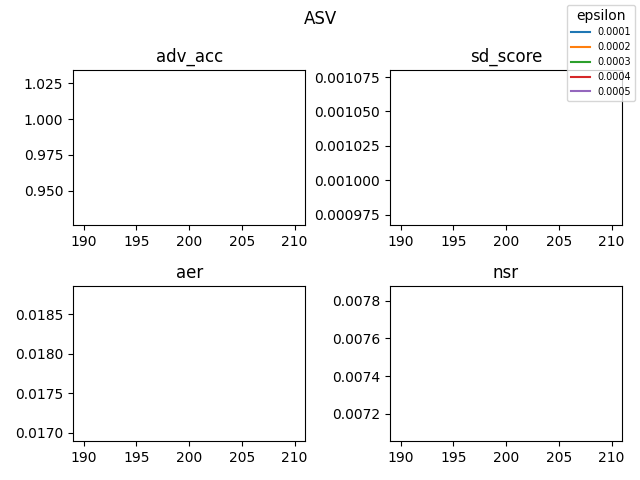 ASV
epsilon
0.0001
0.0002
0.0003
0.0004
0.0005
adv_acc
1.025
1.000
0.975
0.950
190 195 200 205 210
sd_score
0.001075
0.001050
0.001025
0.001000
0.000975
190 195 200 205 210
aer
0.0185
0.0180
0.0175
0.0170
190 195 200 205 210
nsr
0.0078
0.0076
0.0074
0.0072
190 195 200 205 210